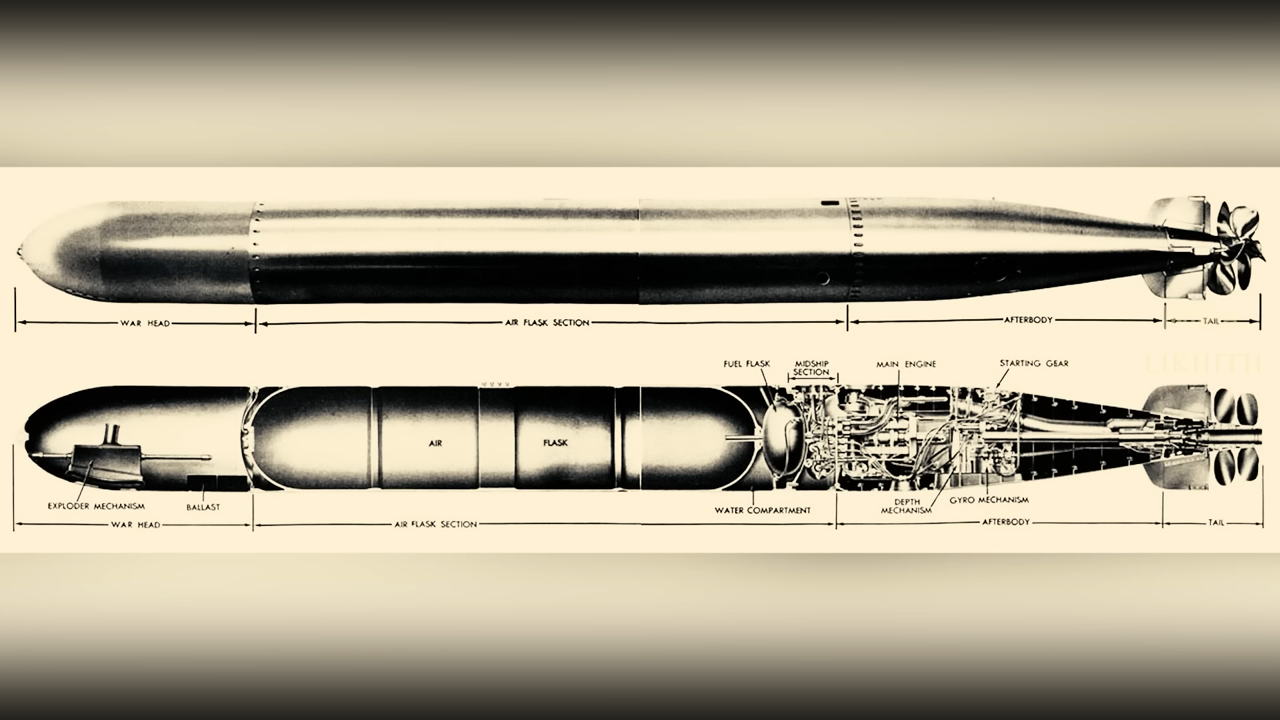 WAR HEAD
AIR FLASK SECTION
AFTERBODY
TAIL
FUEL FLASK
MIDSHIP
SECTION
MAIN ENGINE
STARTING GEAR
AIR
FLASK
EXPLODER MECHANISM
BALLAST
WATER COMPARTMENT
DEPTH
MECHANISM
GYRO MECHANISM
WAR HEAD
AIR FLASK SECTION
AFTERBODY
TAIL